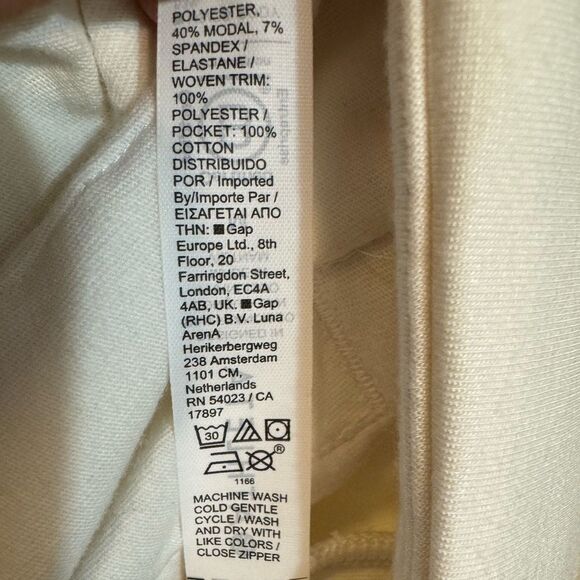 POLYESTER,
40% MODAL, 7%
SPANDEX /
ELASTANE /
WOVEN TRIM:
100%
POLYESTER /
POCKET: 100%
COTTON
DISTRIBUIDO
POR / Imported
By/Importe Par /
ΕΙΣΑΓΕΤΑΙ ΑΠΟ
ΤΗΝ: Gap
Europe Ltd., 8th
Floor, 20
Farringdon Street,
London, EC4A
4AB, UK. Gap
(RHC) B.V. Luna
ArenA
Herikerbergweg
238 Amsterdam
1101 CM,
Netherlands
RN 54023 / CA
17897
30
®
1166
MACHINE WASH
COLD GENTLE
CYCLE / WASH
AND DRY WITH
LIKE COLORS /
CLOSE ZIPPER